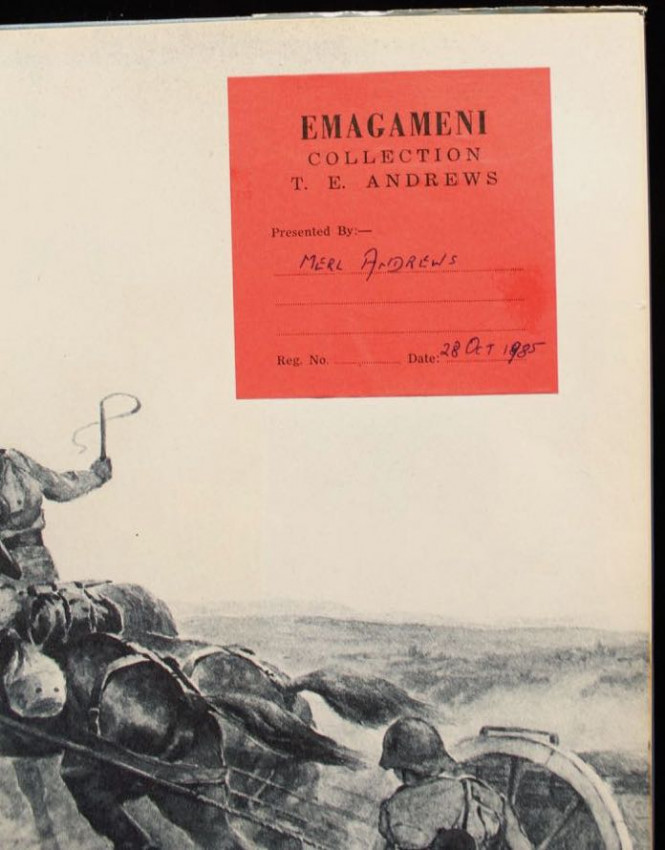 EMAGAMENI
COLLECTION
T. E. ANDREWS
Presented By:—
MERL ANDREWS
Reg. No. Date: 28 OCT 1985